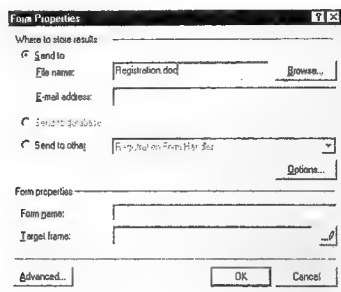 Form Properties
Where to store results
Send to
File name: Registration.doc Browse...
E-mail address:
Send to database
Send to other Registration Form Handler
Options...
Form properties
Form name:
Target frame:
Advanced... OK Cancel